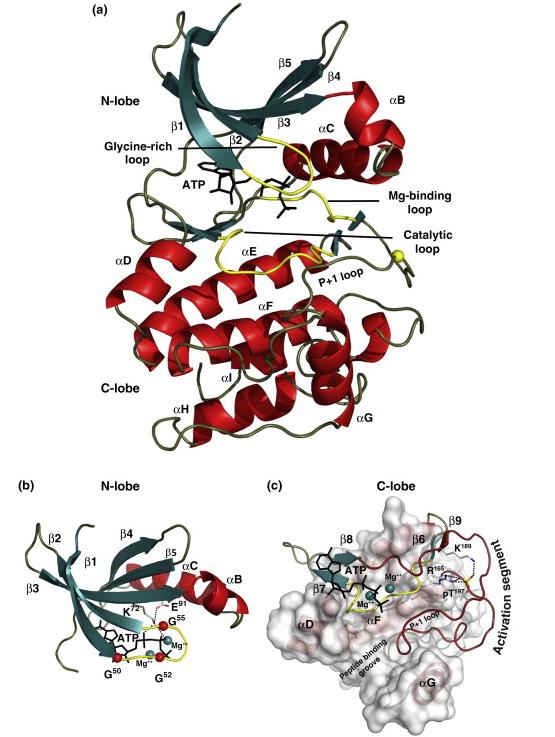 (a)
β5
β4
N-lobe
αB
β3
αC
β1
β2
Glycine-rich
loop
ATP
Mg-binding
loop
Catalytic
loop
αD
αE
P+1 loop
αF
αI
C-lobe
αH
αG
(b)
N-lobe
β2
β4
β1
β5
β3
αC
αB
K72
E91
G55
ATP
Mg++
Mg++
G50
G52
(c)
C-lobe
β9
β8
β6
K189
ATP
Mg++
R165
β7
Mg++
pT197
αD
αF
P+1 loop
Activation segment
Peptide binding
groove
αG